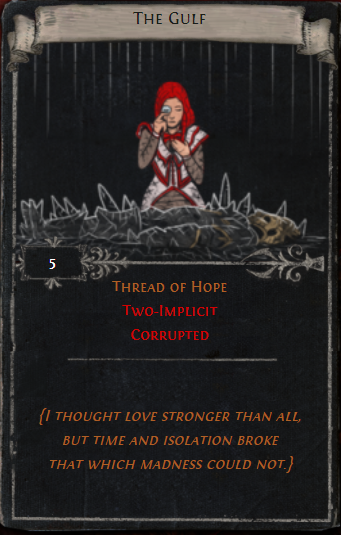 The Gulf
5
Thread of Hope
Two-Implicit
Corrupted
{I thought love stronger than all,
but time and isolation broke
that which madness could not.}